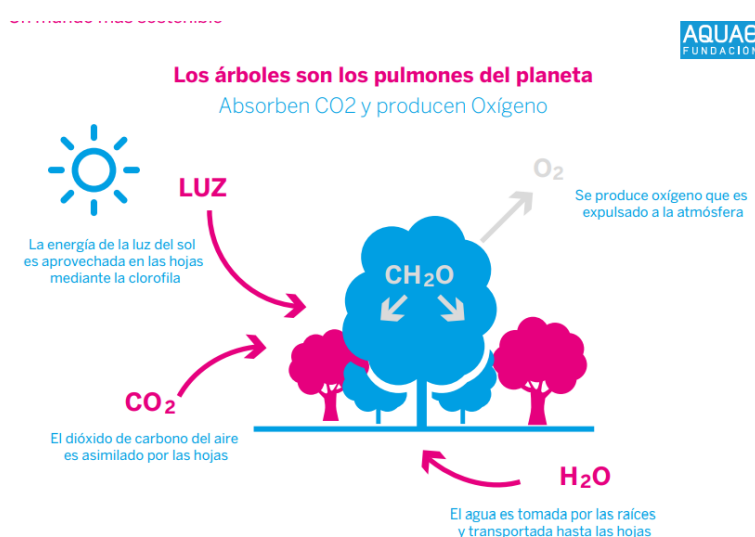 AQUAE
FUNDACIÓN
Los árboles son los pulmones del planeta
Absorben CO2 y producen Oxígeno
O₂
LUZ
Se produce oxígeno que es
expulsado a la atmósfera
La energía de la luz del sol
es aprovechada en las hojas
mediante la clorofila
CH₂O
CO₂
El dióxido de carbono del aire
es asimilado por las hojas
H₂O
El agua es tomada por las raíces
y transportada hasta las hojas